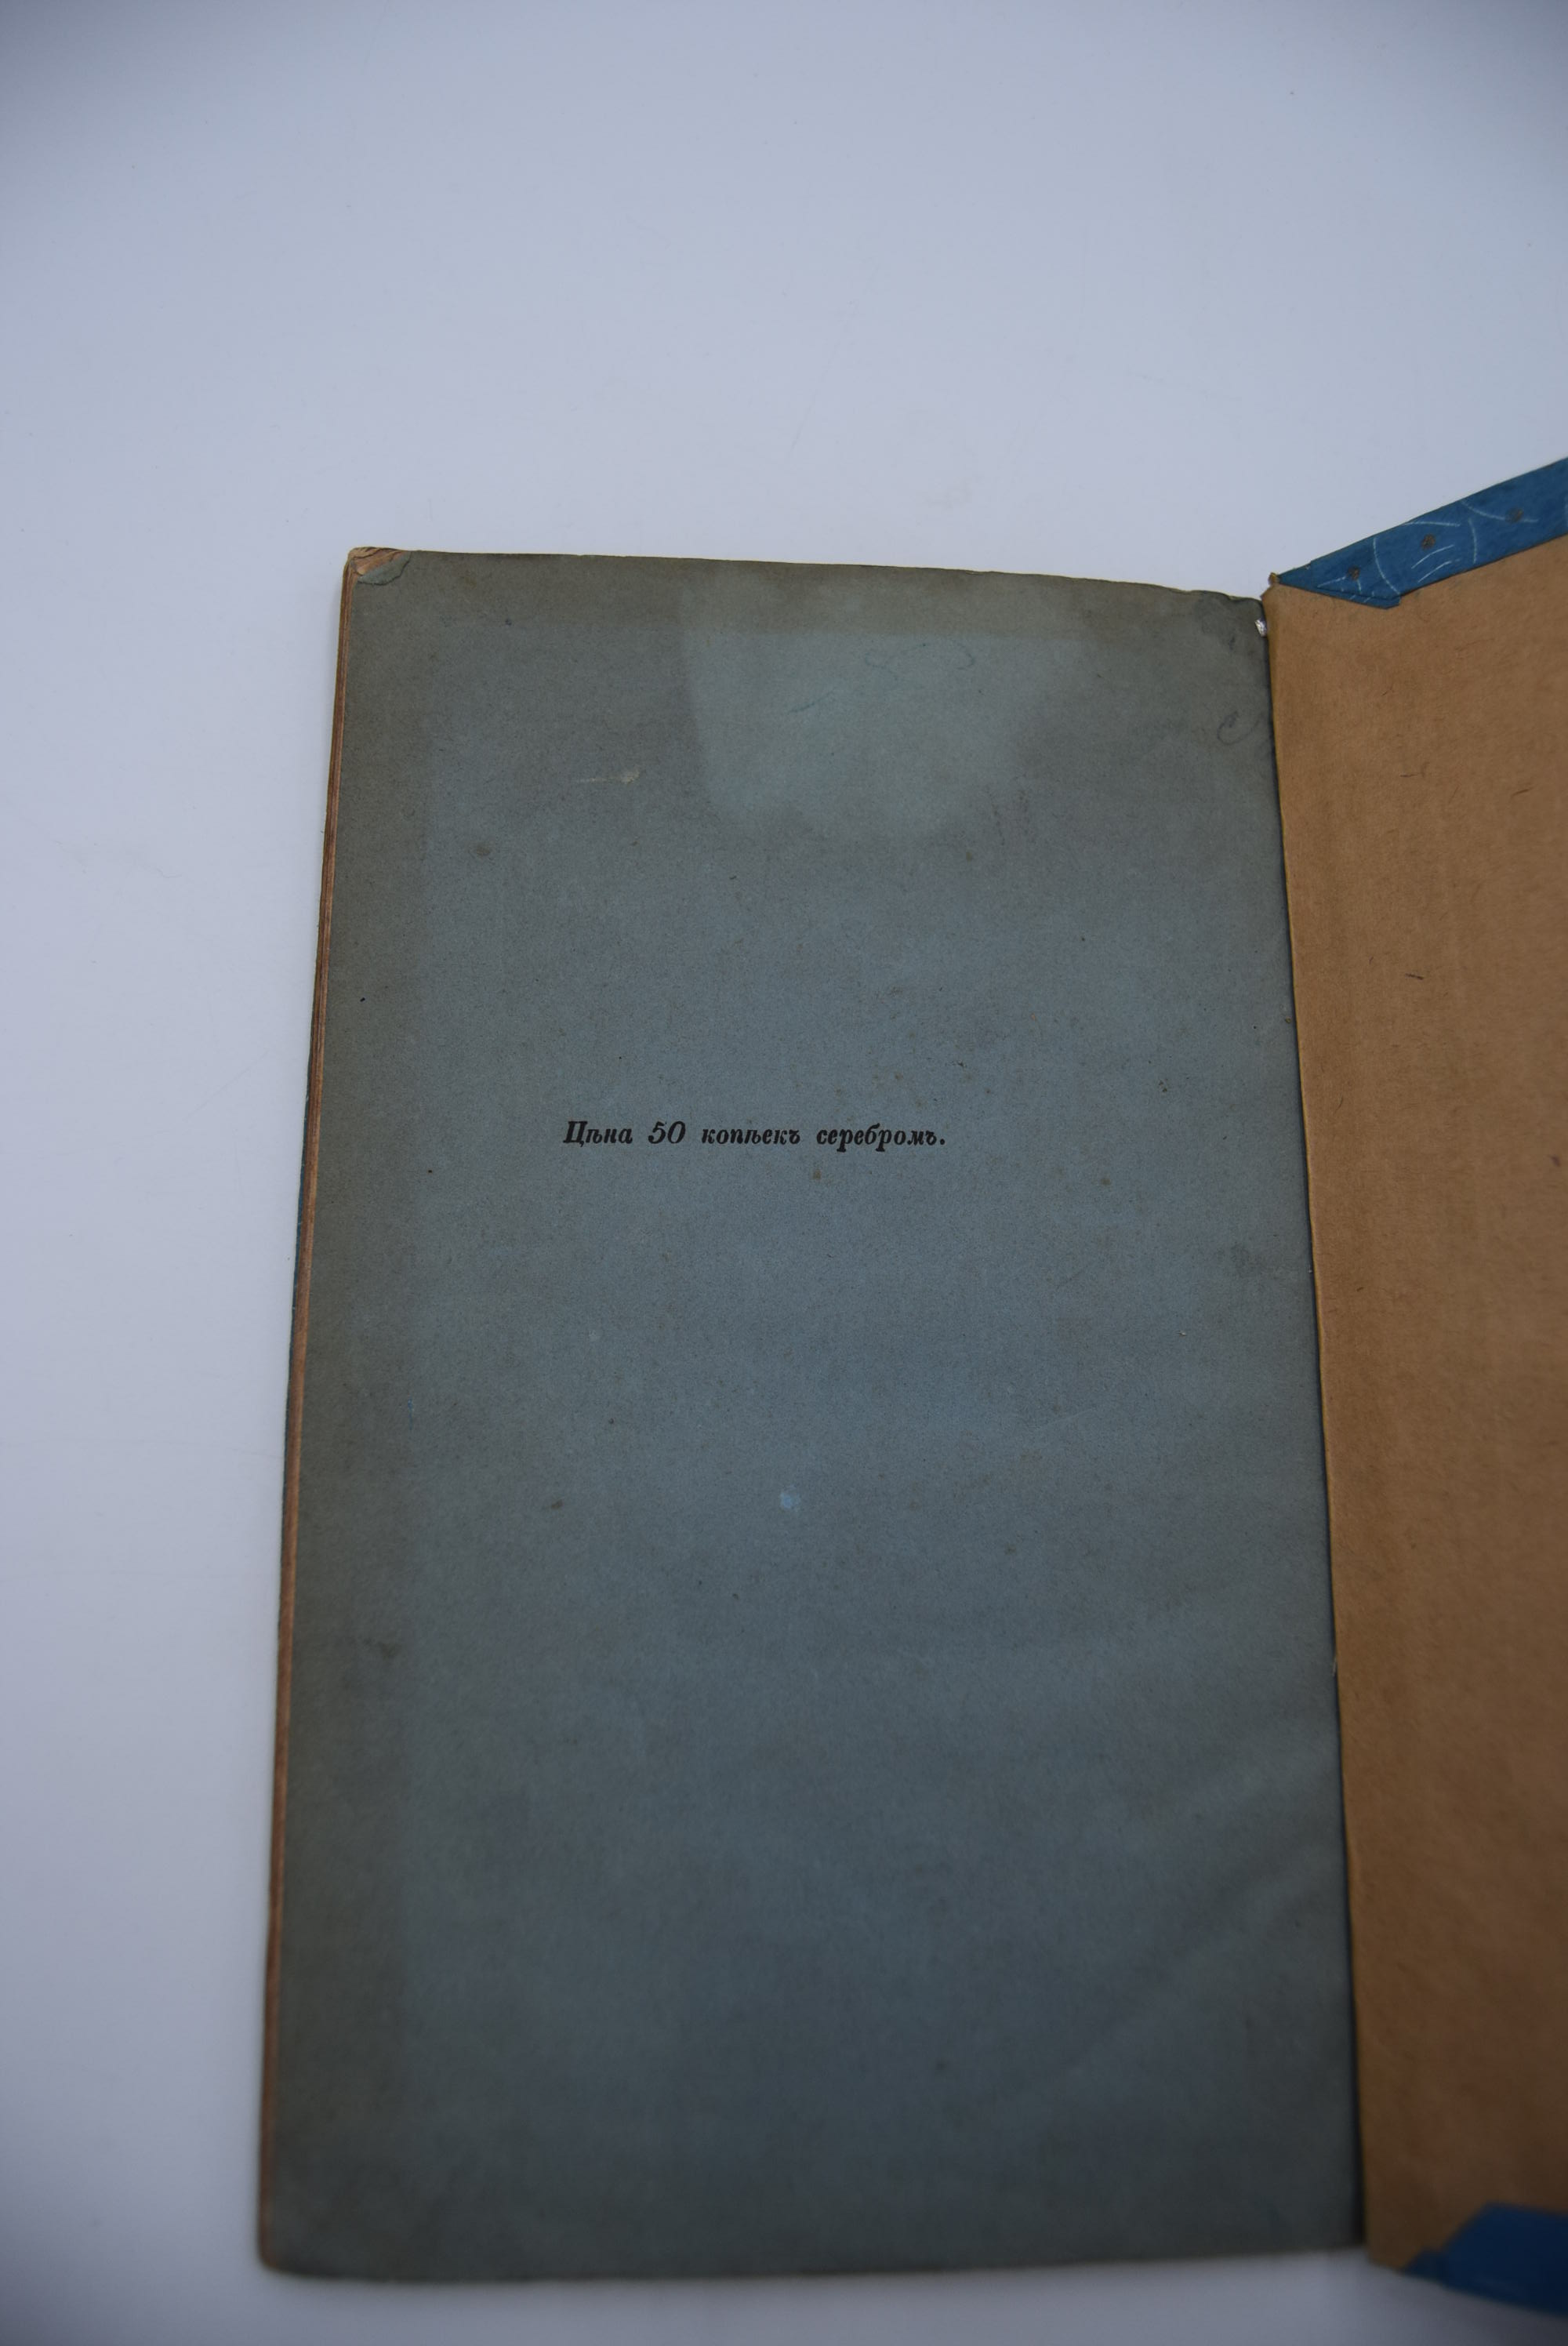 Цѣна 50 копѣекъ серебромъ.